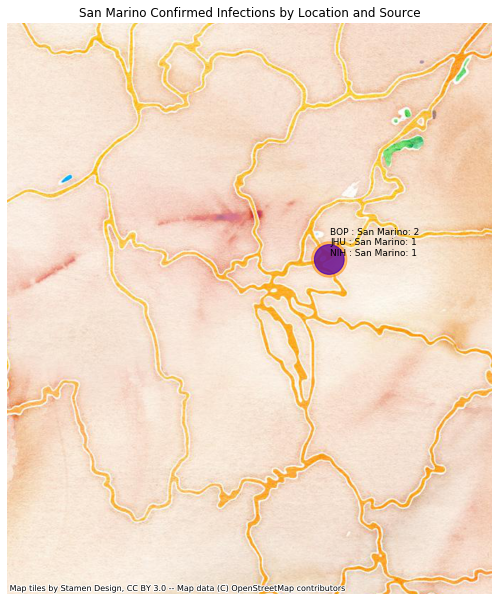 San Marino Confirmed Infections by Location and Source
BOP : San Marino: 2
JHU : San Marino: 1
NIH : San Marino: 1
Map tiles by Stamen Design, CC BY 3.0 -- Map data (C) OpenStreetMap contributors